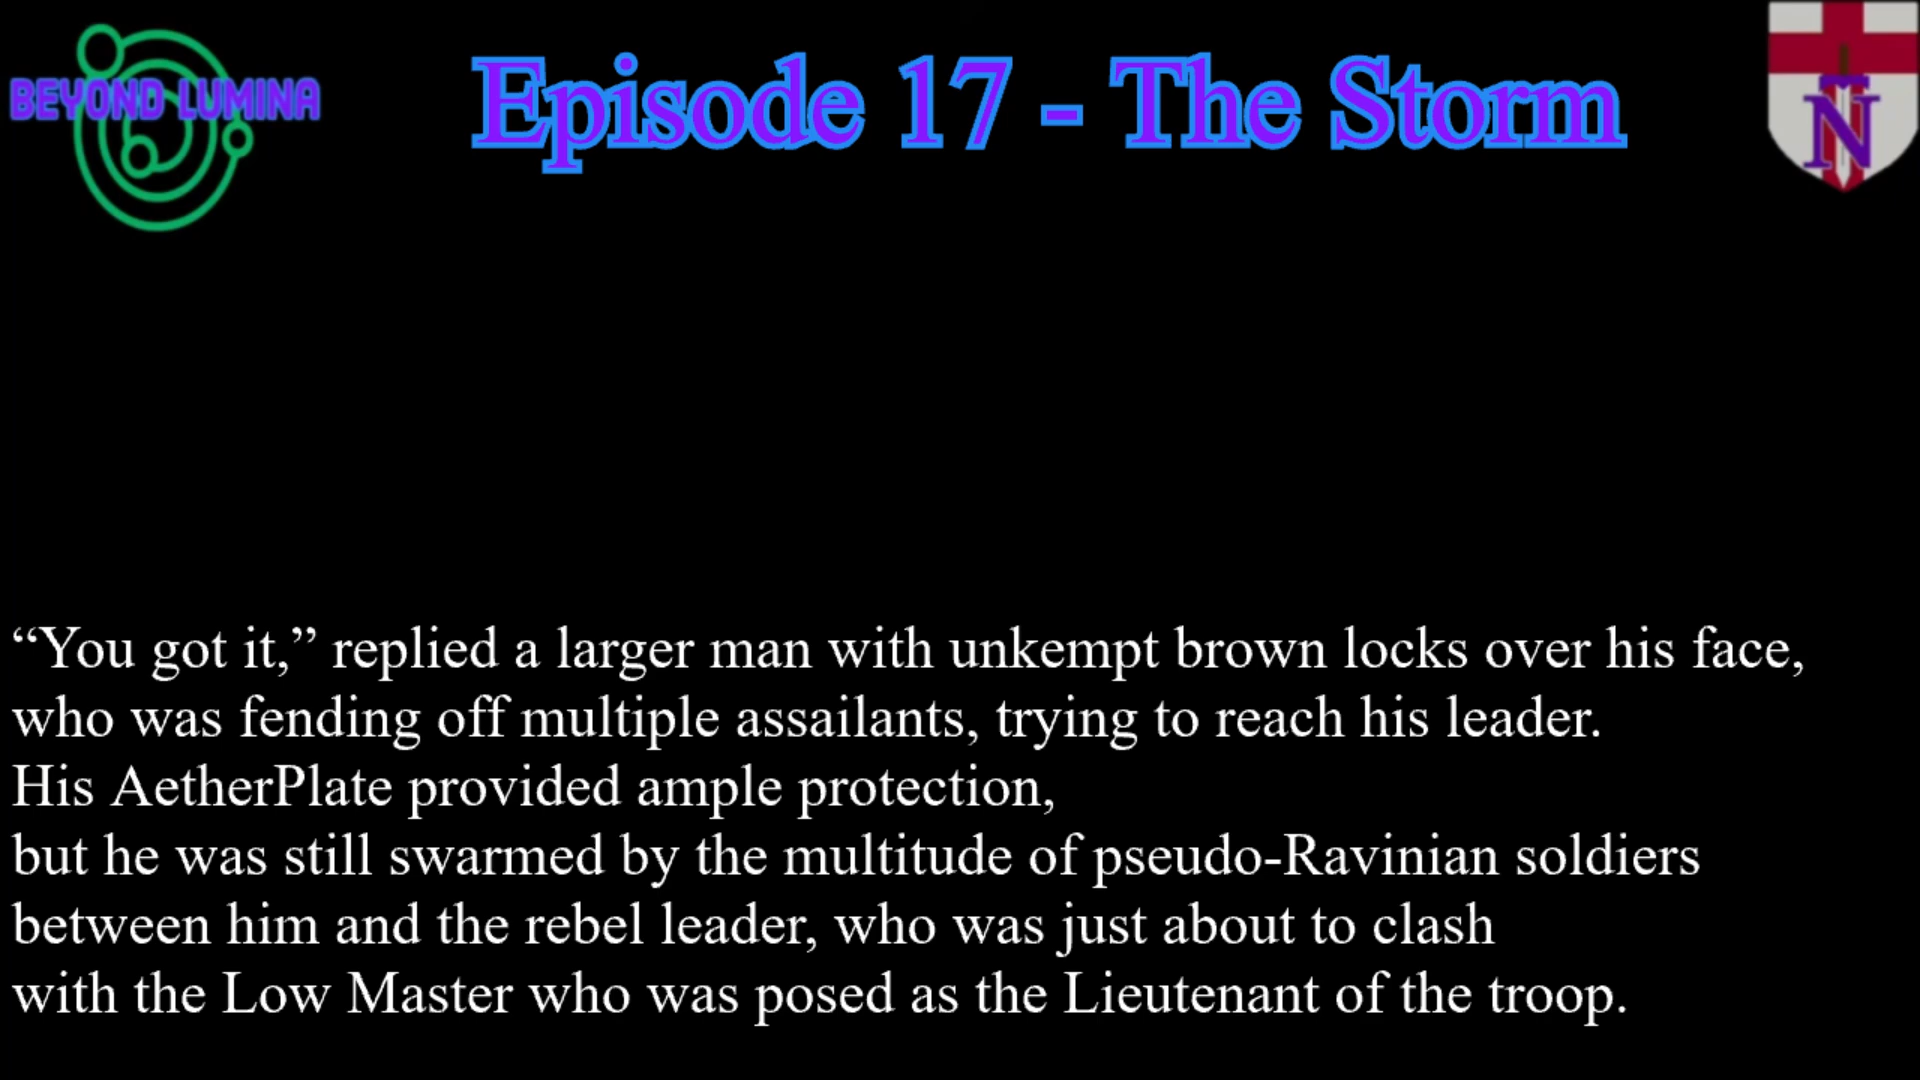 BEYOND LUMINA
Episode 17 - The Storm
N
“You got it,” replied a larger man with unkempt brown locks over his face,
who was fending off multiple assailants, trying to reach his leader.
His AetherPlate provided ample protection,
but he was still swarmed by the multitude of pseudo-Ravinian soldiers
between him and the rebel leader, who was just about to clash
with the Low Master who was posed as the Lieutenant of the troop.